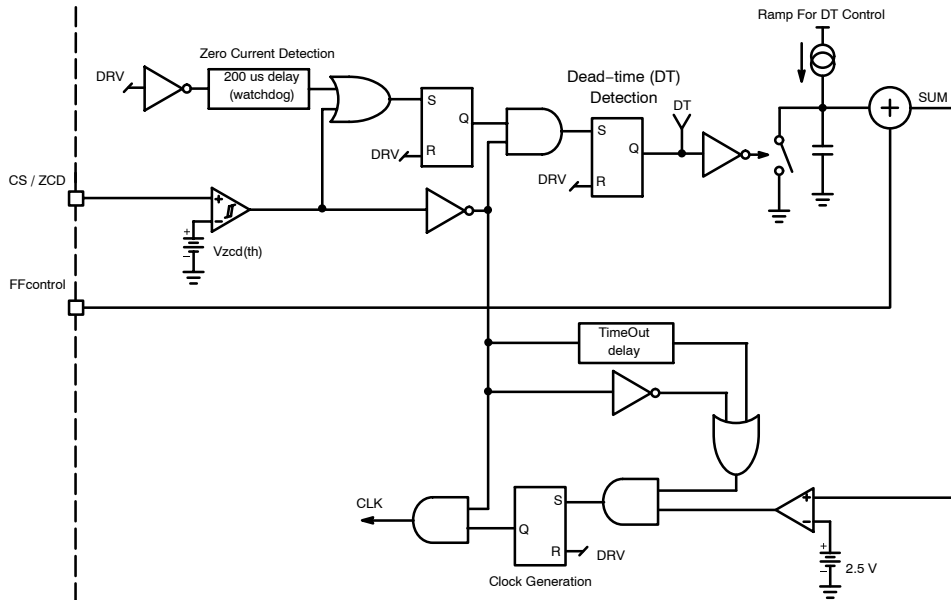 Ramp For DT Control
Zero Current Detection
DRV
200 us delay
(watchdog)
Dead−time (DT)
Detection
DT
SUM
S
Q
R
DRV
S
Q
R
DRV
+
CS / ZCD
+
−
+
−
Vzcd(th)
FFcontrol
TimeOut
delay
CLK
S
Q
R
DRV
Clock Generation
+
−
+
−
2.5 V